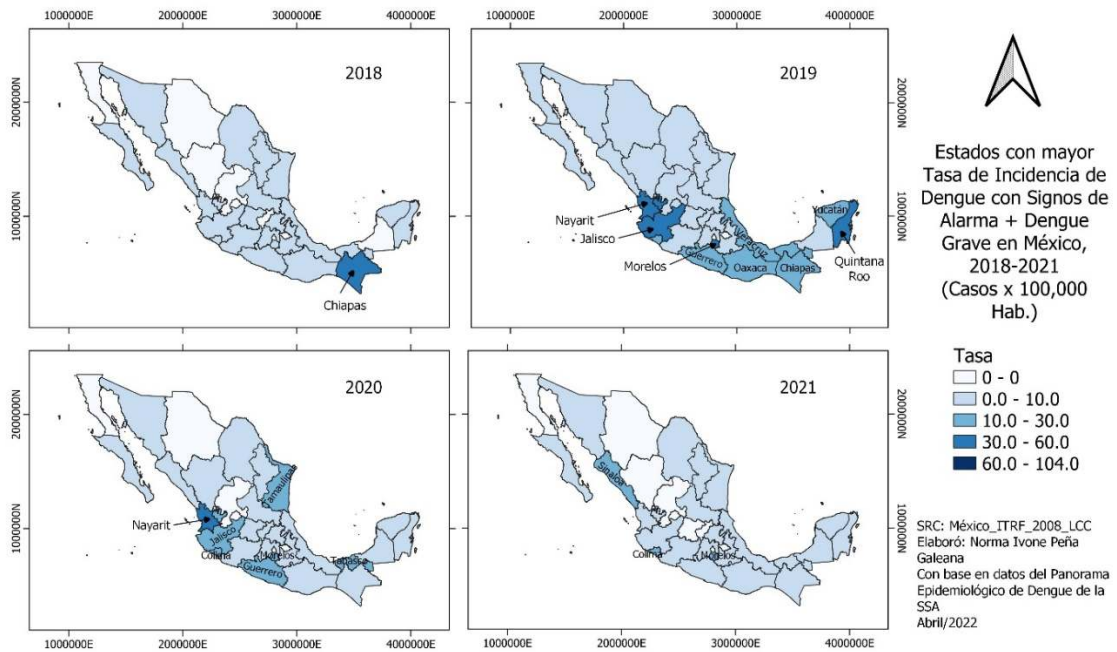 1000000E 2000000E 3000000E 4000000E 1000000E 2000000E 3000000E 4000000E
2018
2000000N
1000000N
Chiapas
2019
2000000N
1000000N
Nayarit
Jalisco
Morelos
Guerrero
Oaxaca
Veracruz
Chiapas
Yucatán
Quintana
Roo
2020
2000000N
1000000N
Nayarit
Jalisco
Colima
Guerrero
Morelos
Tamaulipas
Tabasco
2021
2000000N
1000000N
Sinaloa
Colima
Morelos
1000000E 2000000E 3000000E 4000000E 1000000E 2000000E 3000000E 4000000E
Estados con mayor
Tasa de Incidencia de
Dengue con Signos de
Alarma + Dengue
Grave en México,
2018-2021
(Casos x 100,000
Hab.)
Tasa
0 - 0
0.0 - 10.0
10.0 - 30.0
30.0 - 60.0
60.0 - 104.0
SRC: México_ITRF_2008_LCC
Elaboró: Norma Ivone Peña
Galeana
Con base en datos del Panorama
Epidemiológico de Dengue de la
SSA
Abril/2022